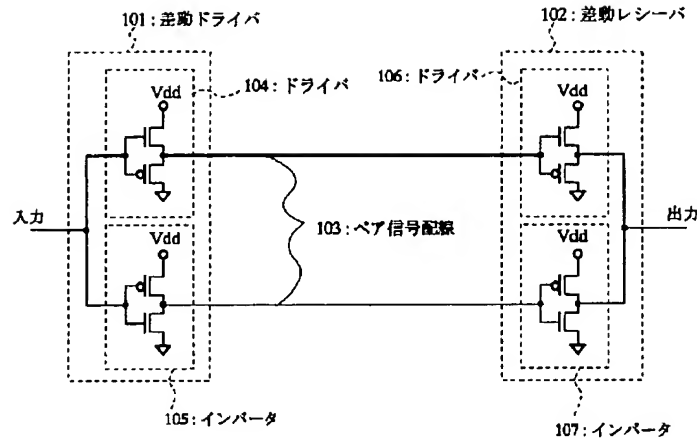 101:差動ドライバ
102:差動レシーバ
104:ドライバ
106:ドライバ
Vdd
Vdd
入力
103:ペア信号配線
出力
Vdd
Vdd
105:インバータ
107:インバータ